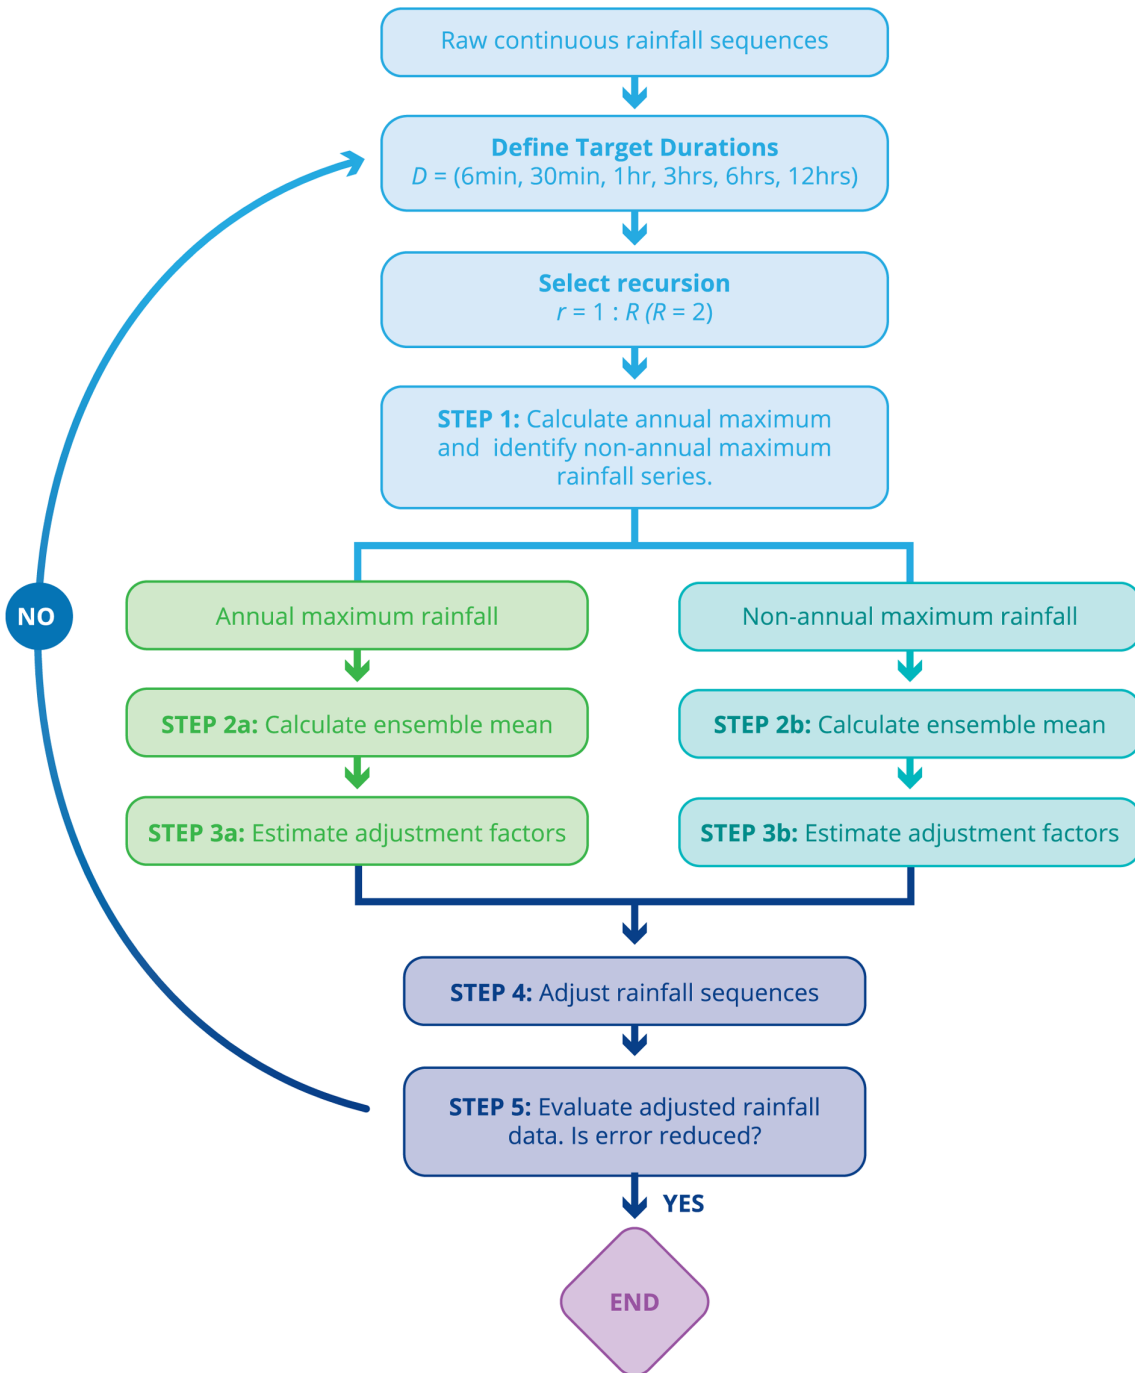 Raw continuous rainfall sequences
Define Target Durations
D = (6min, 30min, 1hr, 3hrs, 6hrs, 12hrs)
Select recursion
r = 1 : R (R = 2)
STEP 1: Calculate annual maximum
and identify non-annual maximum
rainfall series.
NO
Annual maximum rainfall
Non-annual maximum rainfall
STEP 2a: Calculate ensemble mean
STEP 2b: Calculate ensemble mean
STEP 3a: Estimate adjustment factors
STEP 3b: Estimate adjustment factors
STEP 4: Adjust rainfall sequences
STEP 5: Evaluate adjusted rainfall
data. Is error reduced?
YES
END